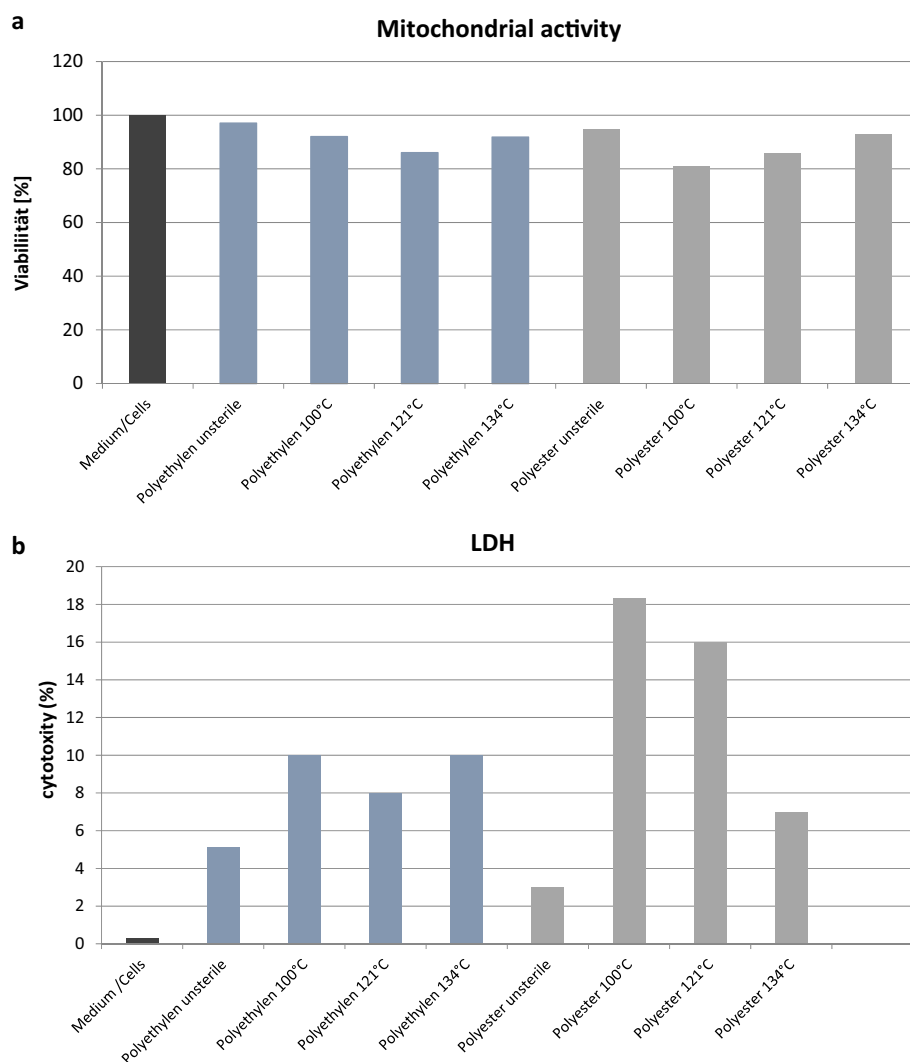 a
Mitochondrial activity
Viabiliität [%]
120
100
80
60
40
20
0
Medium/Cells
Polyethylen unsterile
Polyethylen 100°C
Polyethylen 121°C
Polyethylen 134°C
Polyester unsterile
Polyester 100°C
Polyester 121°C
Polyester 134°C
b
LDH
cytotoxity (%)
20
18
16
14
12
10
8
6
4
2
0
Medium /Cells
Polyethylen unsterile
Polyethylen 100°C
Polyethylen 121°C
Polyethylen 134°C
Polyester unsterile
Polyester 100°C
Polyester 121°C
Polyester 134°C